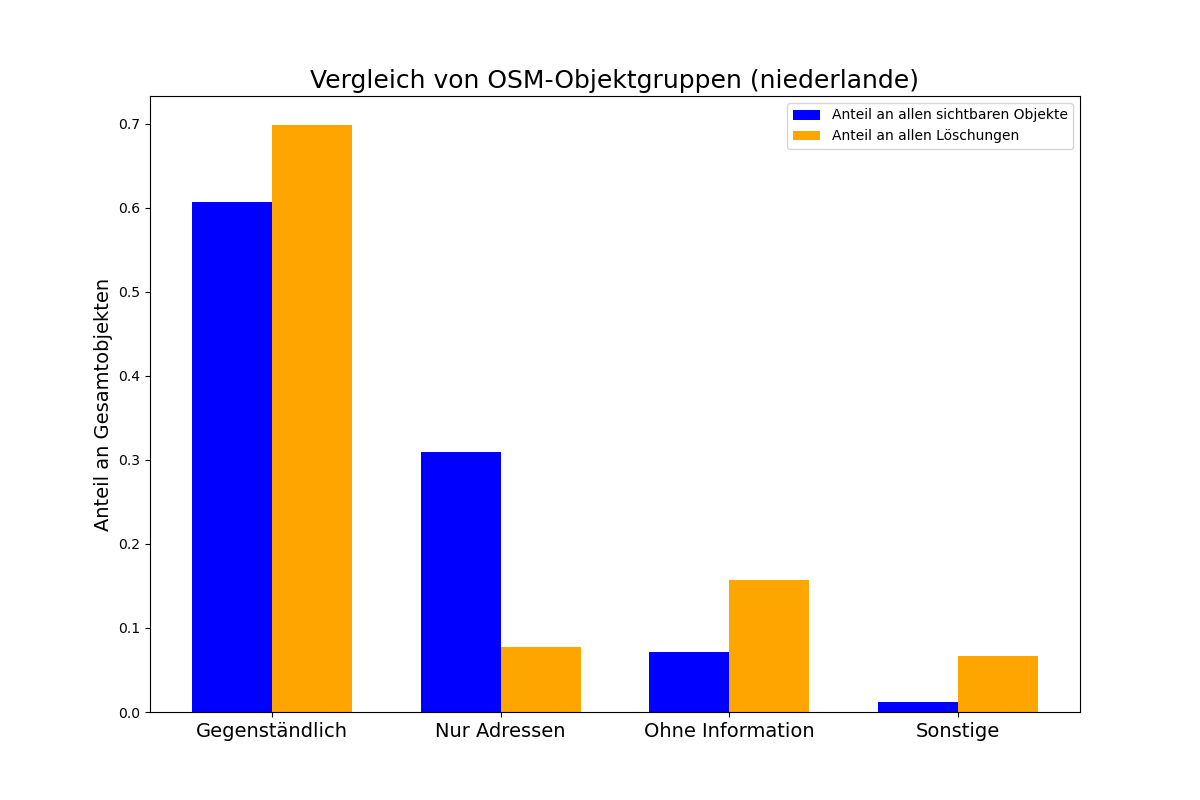 Vergleich von OSM-Objektgruppen (niederlande)
Anteil an allen sichtbaren Objekte
Anteil an allen Löschungen
Anteil an Gesamtobjekten
0.7
0.6
0.5
0.4
0.3
0.2
0.1
0.0
Gegenständlich
Nur Adressen
Ohne Information
Sonstige